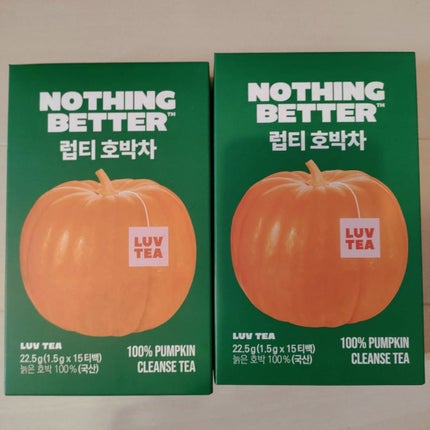 NOTHING
BETTER™
럽티 호박차
LUV
TEA
LUV TEA
22.5g(1.5g x 15티백)
늙은 호박 100%(국산)
100% PUMPKIN
CLEANSE TEA
NOTHING
BETTER™
럽티 호박차
LUV
TEA
LUV TEA
22.5g(1.5g x 15티백)
늙은 호박 100%(국산)
100% PUMPKIN
CLEANSE TEA